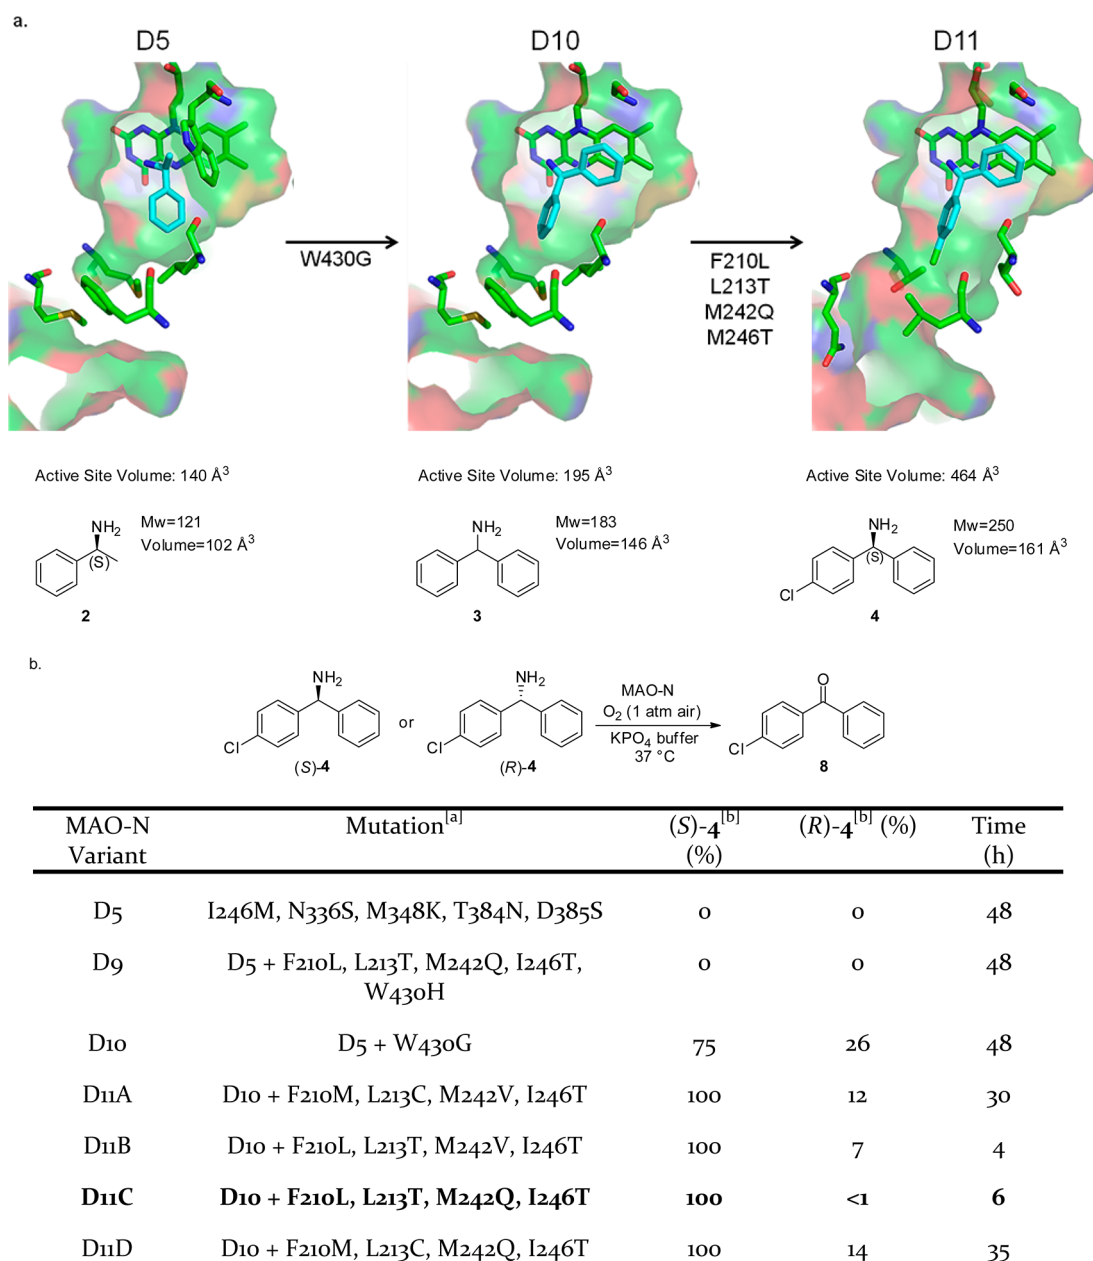 a.
D5
D10
D11
W430G
F210L
L213T
M242Q
M246T
Active Site Volume: 140 Å³
Active Site Volume: 195 Å³
Active Site Volume: 464 Å³
NH₂
(S)
Mw=121
Volume=102 Å³
2
NH₂
Mw=183
Volume=146 Å³
3
NH₂
(S)
Cl
Mw=250
Volume=161 Å³
4
b.
NH₂
Cl
(S)-4
or
NH₂
Cl
(R)-4
MAO-N
O₂ (1 atm air)
KPO₄ buffer
37 °C
O
Cl
8
MAO-N Variant
Mutation[a]
(S)-4[b] (%)
(R)-4[b] (%)
Time (h)
D5 I246M, N336S, M348K, T384N, D385S 0 0 48
D9 D5 + F210L, L213T, M242Q, I246T, 0 0 48
W430H
D10 D5 + W430G 75 26 48
D11A D10 + F210M, L213C, M242V, I246T 100 12 30
D11B D10 + F210L, L213T, M242V, I246T 100 7 4
D11C D10 + F210L, L213T, M242Q, I246T 100 <1 6
D11D D10 + F210M, L213C, M242Q, I246T 100 14 35